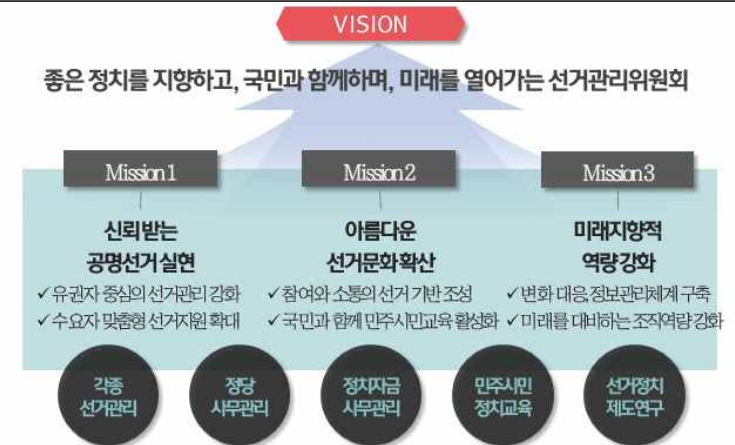 VISION
좋은 정치를 지향하고, 국민과 함께하며, 미래를 열어가는 선거관리위원회
Mission 1
신뢰받는
공명선거 실현
✓유권자 중심의 선거관리 강화
✓수요자 맞춤형 선거지원 확대
Mission 2
아름다운
선거문화 확산
✓참여와 소통의 선거 기반 조성
✓국민과 함께 민주시민교육 활성화
Mission 3
미래지향적
역량 강화
✓변화 대응,정보관리체계 구축
✓미래를 대비하는 조직역량 강화
각종
선거관리
정당
사무관리
정치자금
사무관리
민주시민
정치교육
선거정치
제도연구